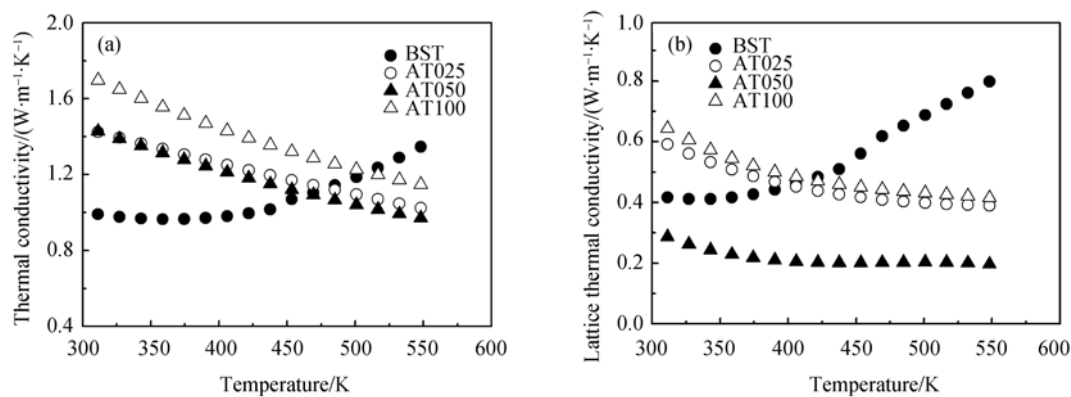 (a)
BST
AT025
AT050
AT100
Thermal conductivity/(W·m⁻¹·K⁻¹)
2.0
1.6
1.2
0.8
0.4
300 350 400 450 500 550 600
Temperature/K
(b)
BST
AT025
AT050
AT100
Lattice thermal conductivity/(W·m⁻¹·K⁻¹)
1.0
0.8
0.6
0.4
0.2
0.0
300 350 400 450 500 550 600
Temperature/K